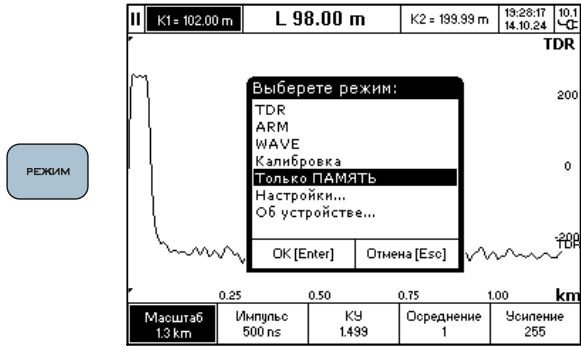 РЕЖИМ
K1 = 102.00 m
L 98.00 m
K2 = 199.99 m
19:28:17
14.10.24
10.1
TDR
200
0
-200
TDR
Выберете режим:
TDR
ARM
WAVE
Калибровка
Только ПАМЯТЬ
Настройки...
Об устройстве...
OK [Enter]
Отмена [Esc]
0.25
0.50
0.75
1.00
km
Масштаб
1.3 km
Импульс
500 ns
КУ
1.499
Осреднение
1
Усиление
255